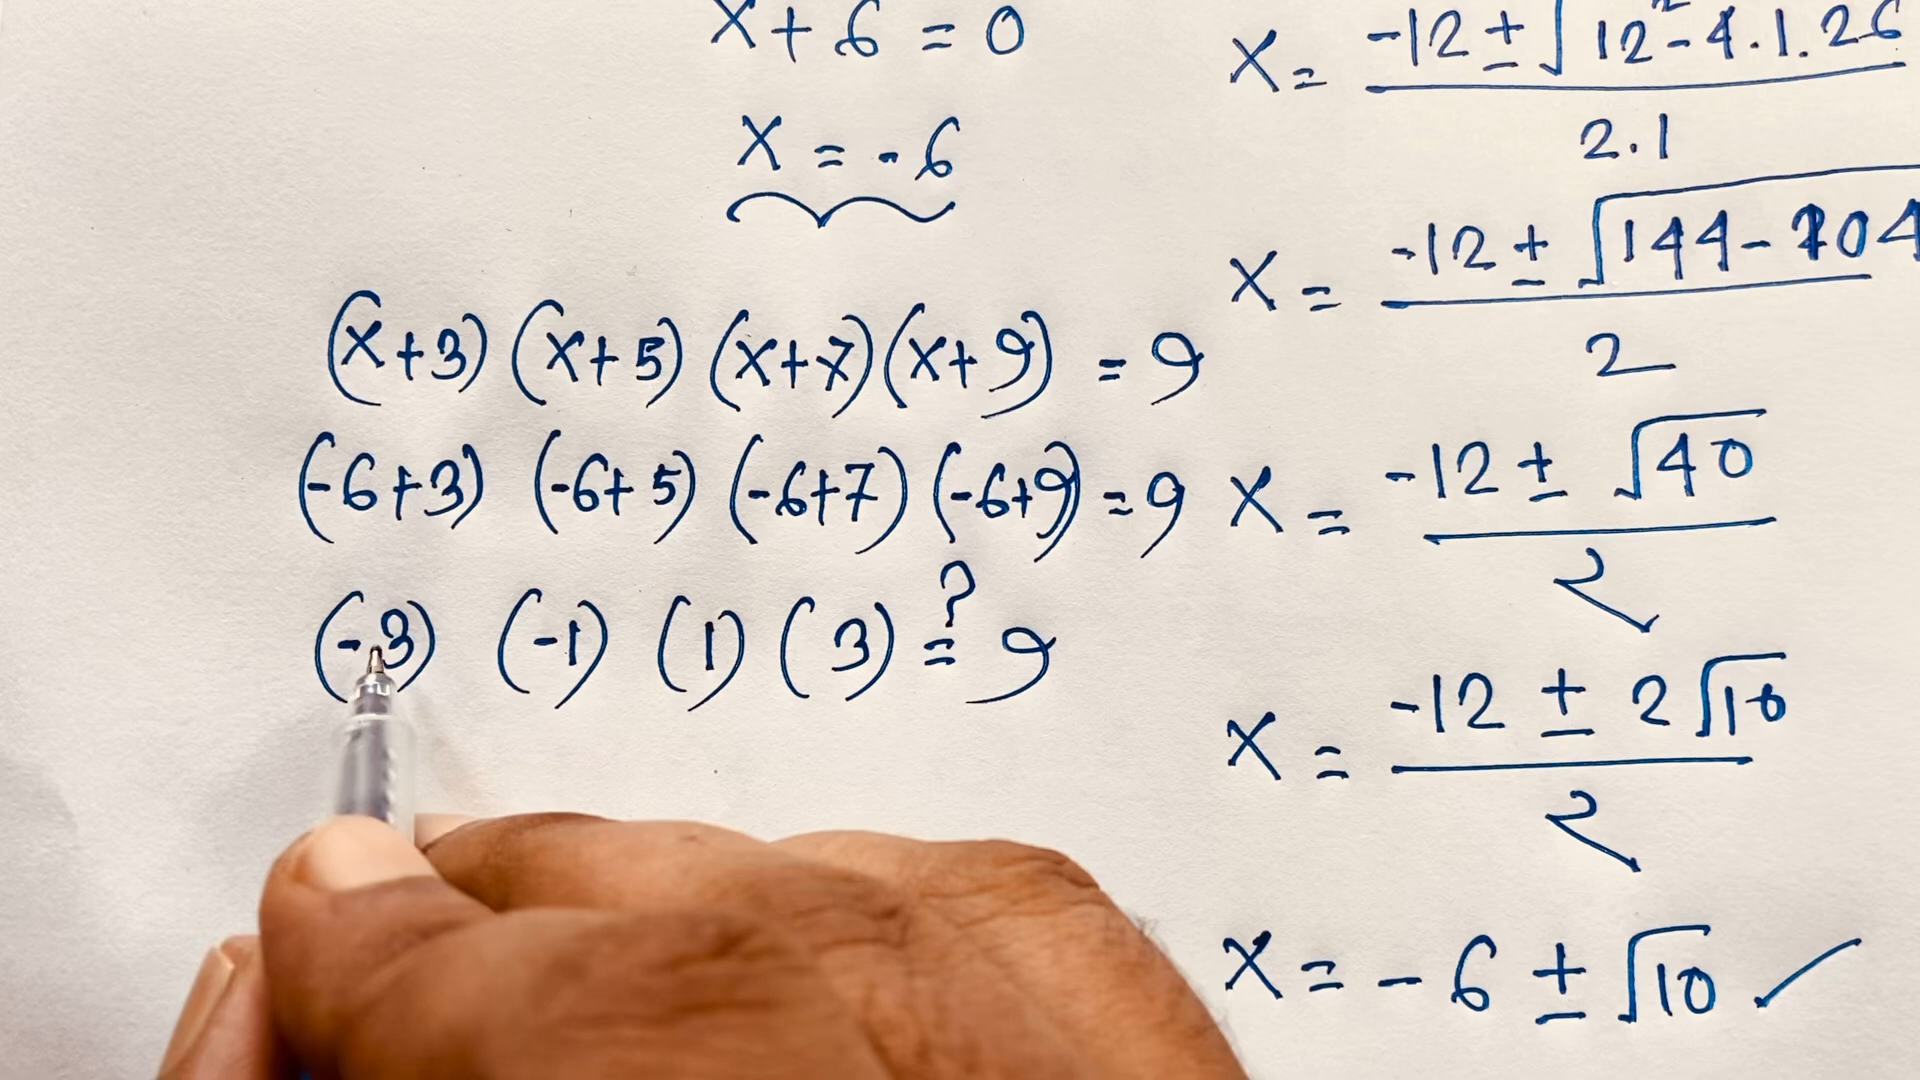 x + 6 = 0
x = -6
(x+3) (x+5) (x+7) (x+9) = 9
(-6+3) (-6+5) (-6+7) (-6+9) = 9
(-3) (-1) (1) (3) ?= 9
x = (-12 ± √(12² - 4.1.26)) / 2.1
x = (-12 ± √(144 - 104)) / 2
x = (-12 ± √40) / 2
x = (-12 ± 2√10) / 2
x = -6 ± √10 ✓